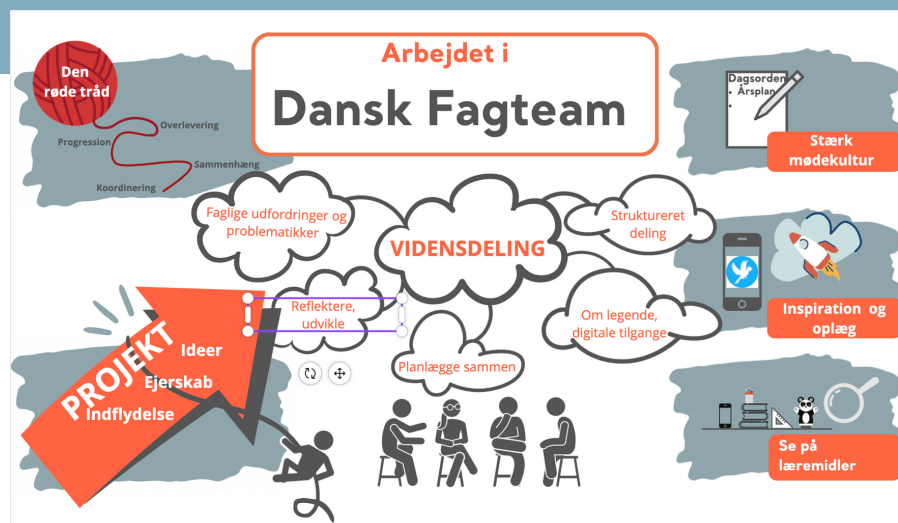 Arbejdet i
Dansk Fagteam
Den
røde tråd
Overlevering
Progression
Sammenhæng
Koordinering
Dagsorden
• Årsplan
•
Stærk
mødekultur
Faglige udfordringer og
problematikker
VIDENSDELING
Struktureret
deling
Reflektere,
udvikle
Om legende,
digitale tilgange
Planlægge sammen
Inspiration og
oplæg
PROJEKT
Ideer
Ejerskab
Indflydelse
Se på
læremidler